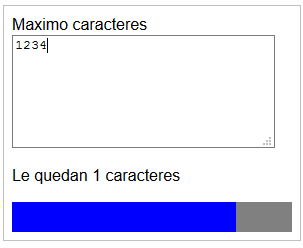 Maximo caracteres
1234
Le quedan 1 caracteres